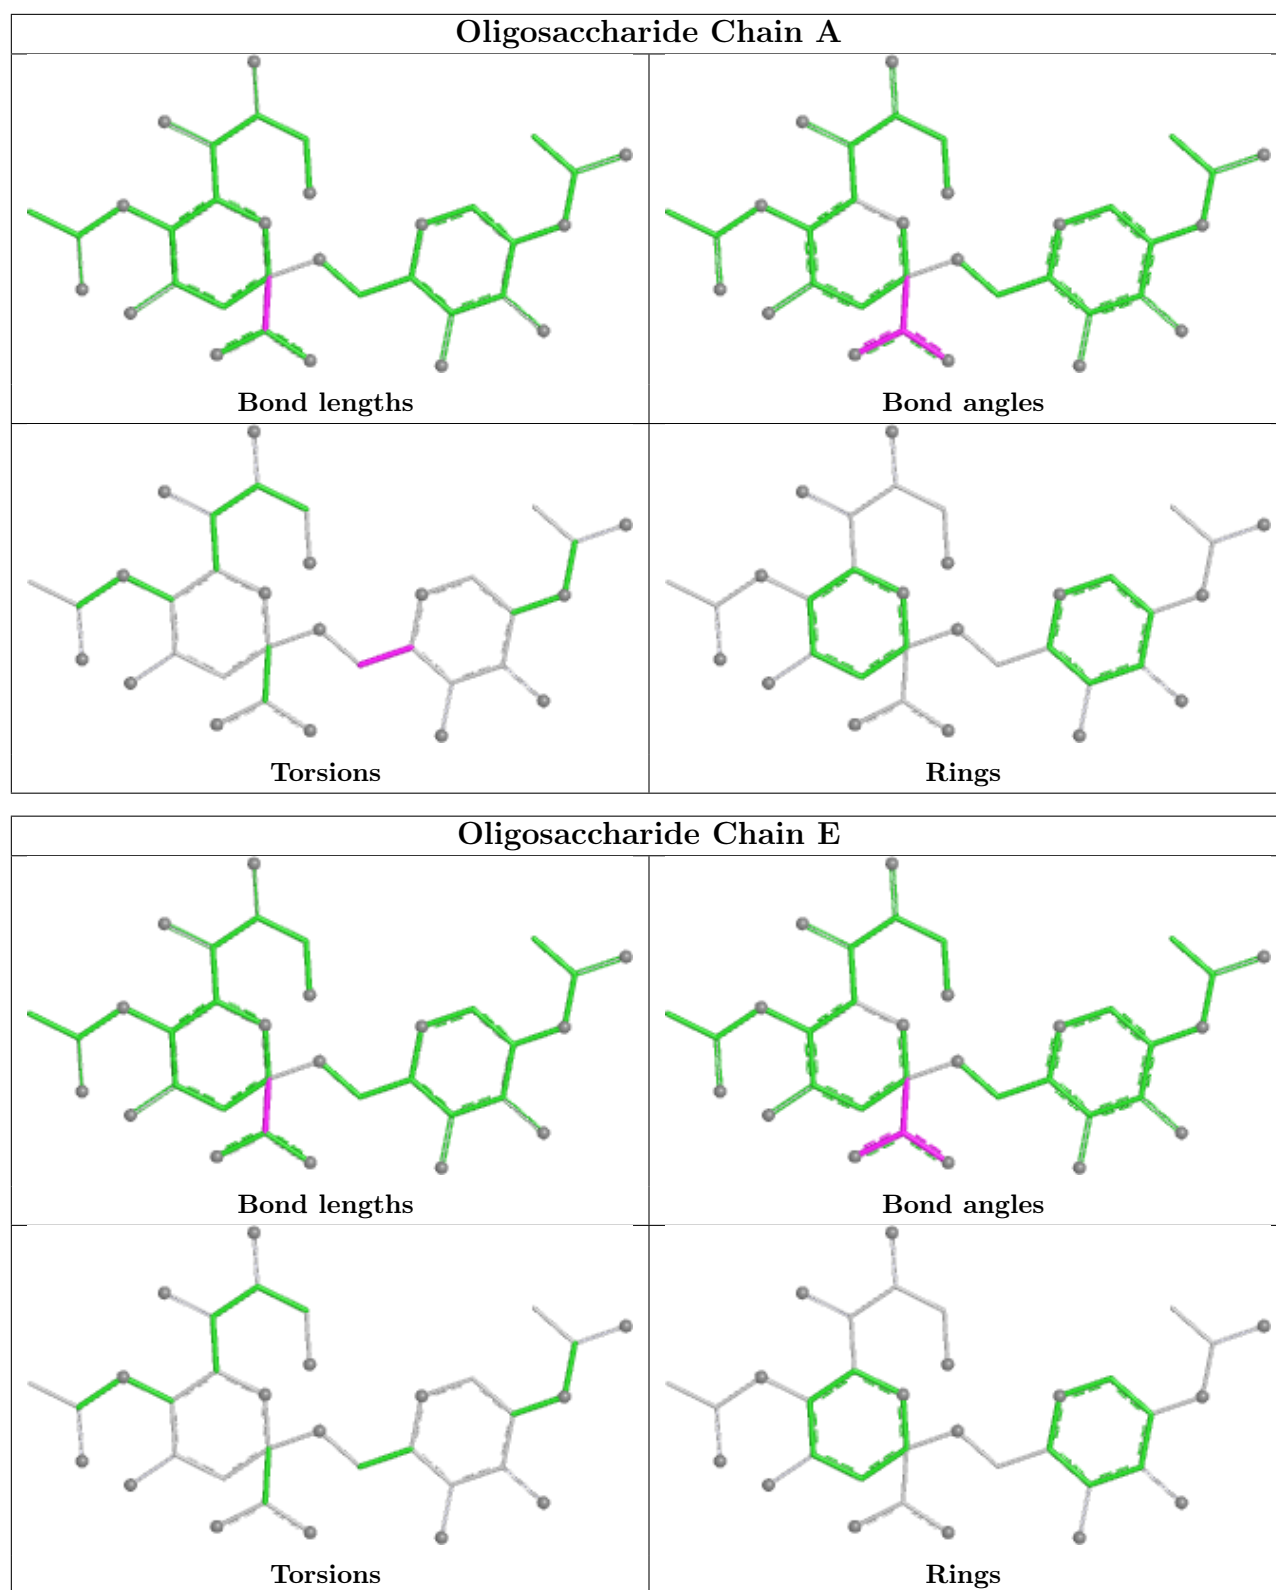 Oligosaccharide Chain A
Bond lengths
Bond angles
Torsions
Rings
Oligosaccharide Chain E
Bond lengths
Bond angles
Torsions
Rings